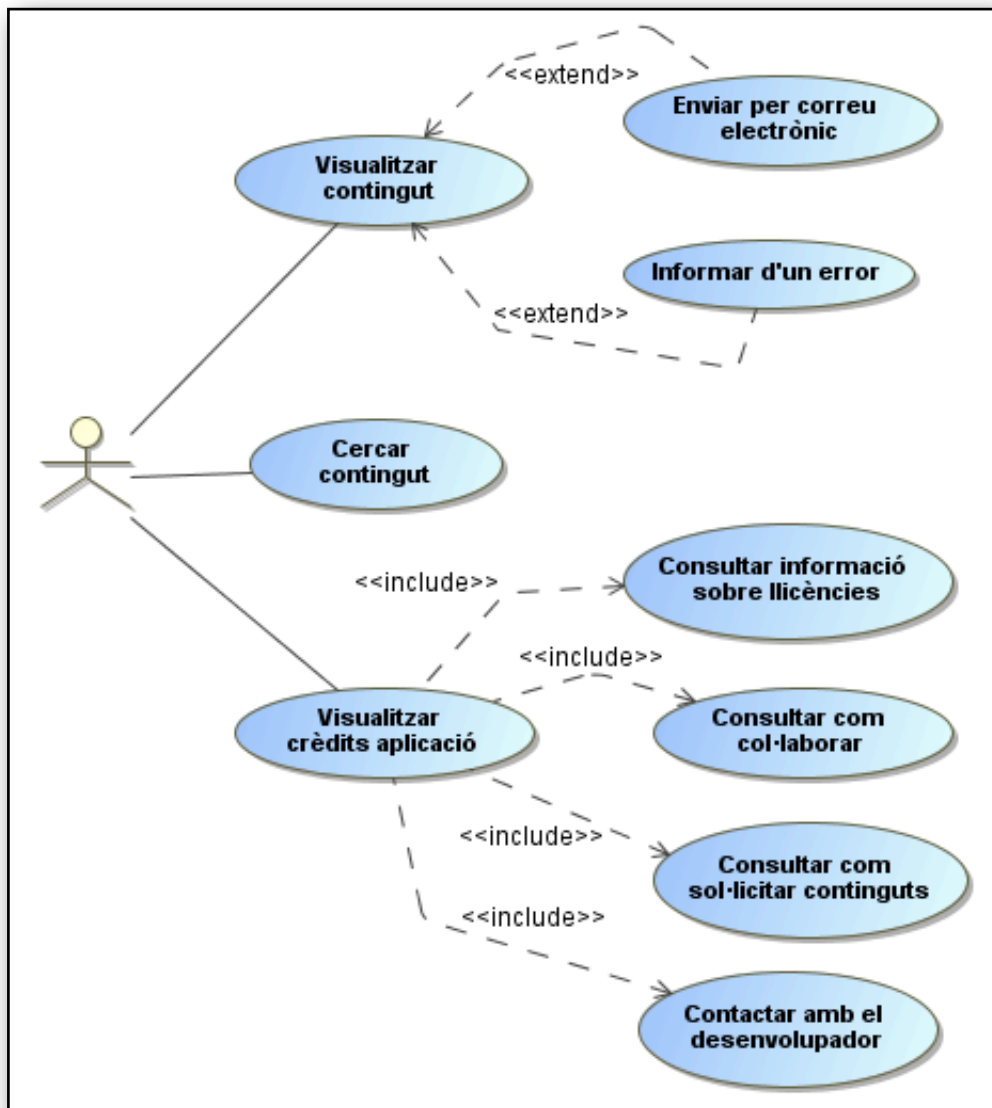 <<extend>>
Enviar per correu
electrònic
Visualitzar
contingut
Informar d'un error
<<extend>>
Cercar
contingut
Consultar informació
sobre llicències
<<include>>
<<include>>
Visualitzar
crèdits aplicació
Consultar com
col·laborar
<<include>>
Consultar com
sol·licitar continguts
<<include>>
Contactar amb el
desenvolupador